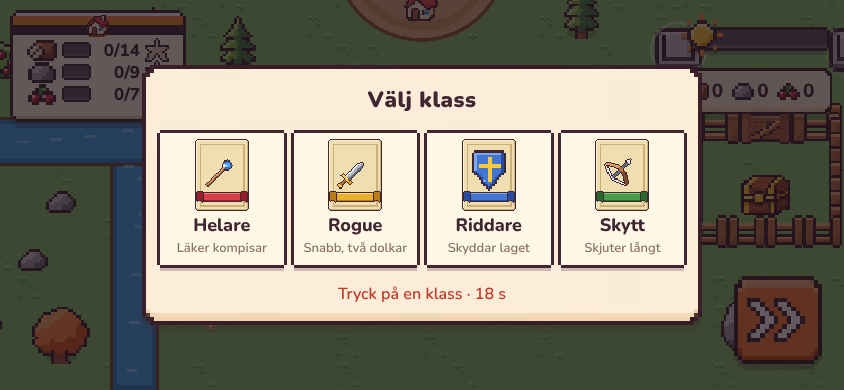 0/14
0/9
0/7
0 0 0
Välj klass
Helare
Läker kompisar
Rogue
Snabb, två dolkar
Riddare
Skyddar laget
Skytt
Skjuter långt
Tryck på en klass · 18 s